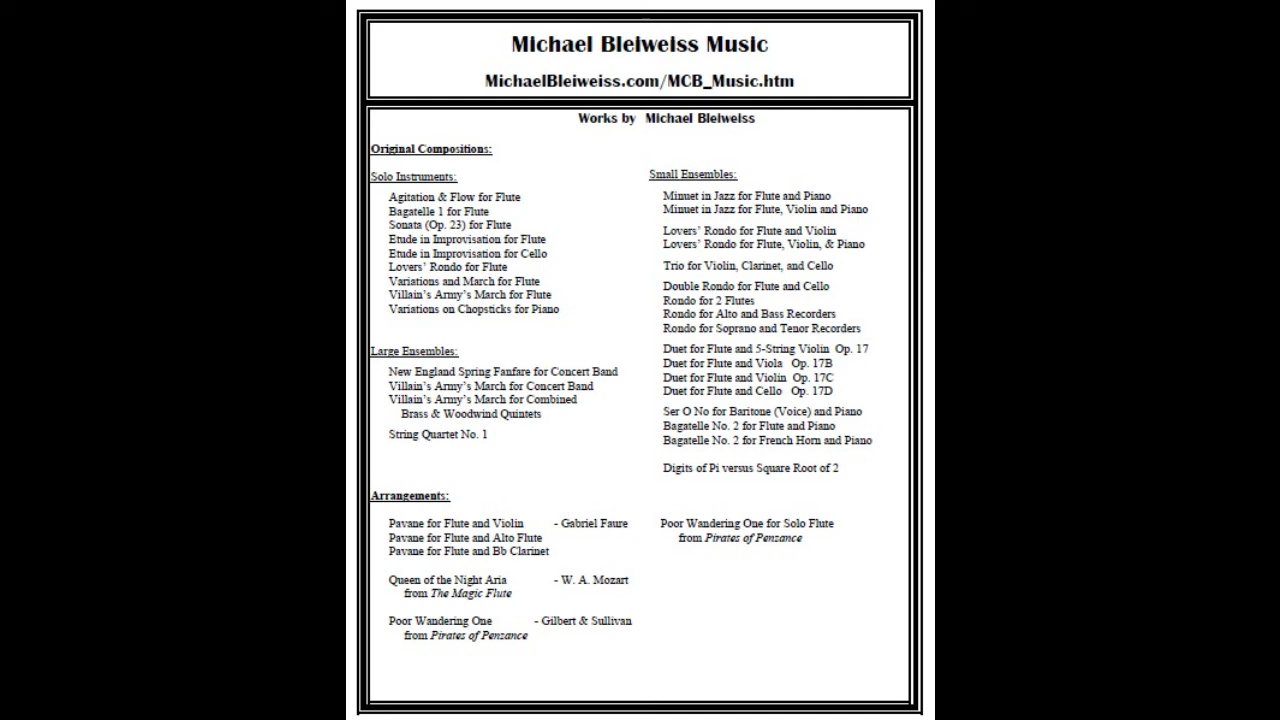 Michael Bleiweiss Music
MichaelBleiweiss.com/MCB_Music.htm
Works by Michael Bleiweiss
Original Compositions:
Solo Instruments:
Agitation & Flow for Flute
Bagatelle 1 for Flute
Sonata (Op. 23) for Flute
Etude in Improvisation for Flute
Etude in Improvisation for Cello
Lovers' Rondo for Flute
Variations and March for Flute
Villain's Army's March for Flute
Variations on Chopsticks for Piano
Large Ensembles:
New England Spring Fanfare for Concert Band
Villain's Army's March for Concert Band
Villain's Army's March for Combined
Brass & Woodwind Quintets
String Quartet No. 1
Small Ensembles:
Minuet in Jazz for Flute and Piano
Minuet in Jazz for Flute, Violin and Piano
Lovers' Rondo for Flute and Violin
Lovers' Rondo for Flute, Violin, & Piano
Trio for Violin, Clarinet, and Cello
Double Rondo for Flute and Cello
Rondo for 2 Flutes
Rondo for Alto and Bass Recorders
Rondo for Soprano and Tenor Recorders
Duet for Flute and 5-String Violin Op. 17
Duet for Flute and Viola Op. 17B
Duet for Flute and Violin Op. 17C
Duet for Flute and Cello Op. 17D
Ser O No for Baritone (Voice) and Piano
Bagatelle No. 2 for Flute and Piano
Bagatelle No. 2 for French Horn and Piano
Digits of Pi versus Square Root of 2
Arrangements:
Pavane for Flute and Violin - Gabriel Faure
Pavane for Flute and Alto Flute
Pavane for Flute and Bb Clarinet
Queen of the Night Aria - W. A. Mozart
from The Magic Flute
Poor Wandering One - Gilbert & Sullivan
from Pirates of Penzance
Poor Wandering One for Solo Flute
from Pirates of Penzance